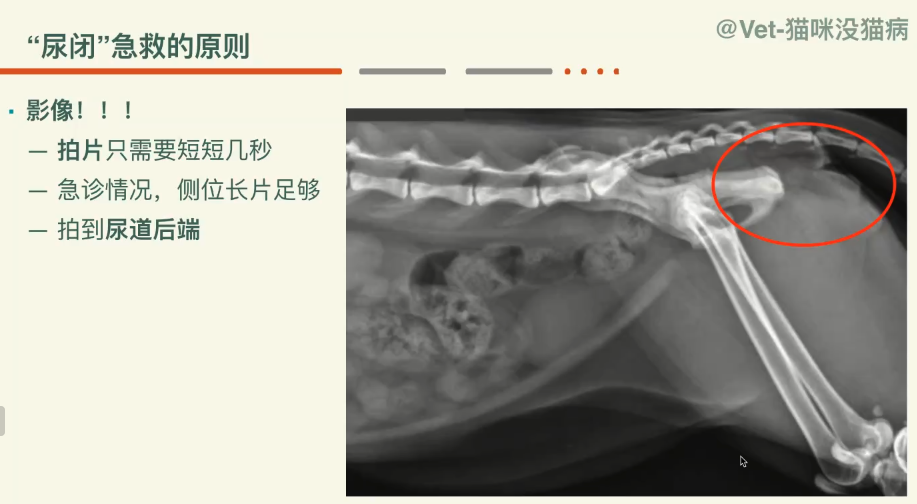 @Vet-猫咪没猫病
“尿闭”急救的原则
影像！！！
— 拍片只需要短短几秒
— 急诊情况，侧位长片足够
— 拍到尿道后端